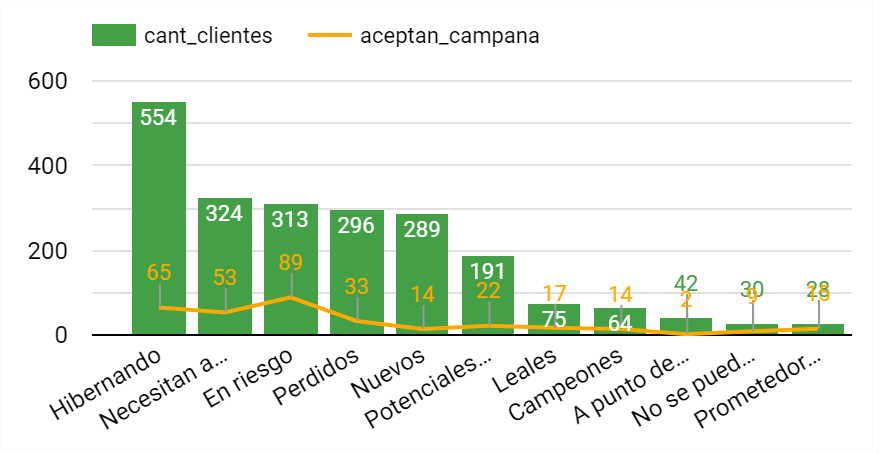 cant_clientes aceptan_campana
600
400
200
0
554 324 313 296 289 191 75 64 42 30
65 53 89 33 14 22 17 14 2 9
Hibernando
Necesitan a...
En riesgo
Perdidos
Nuevos
Potenciales...
Leales
Campeones
A punto de...
No se pued...
Prometedor...